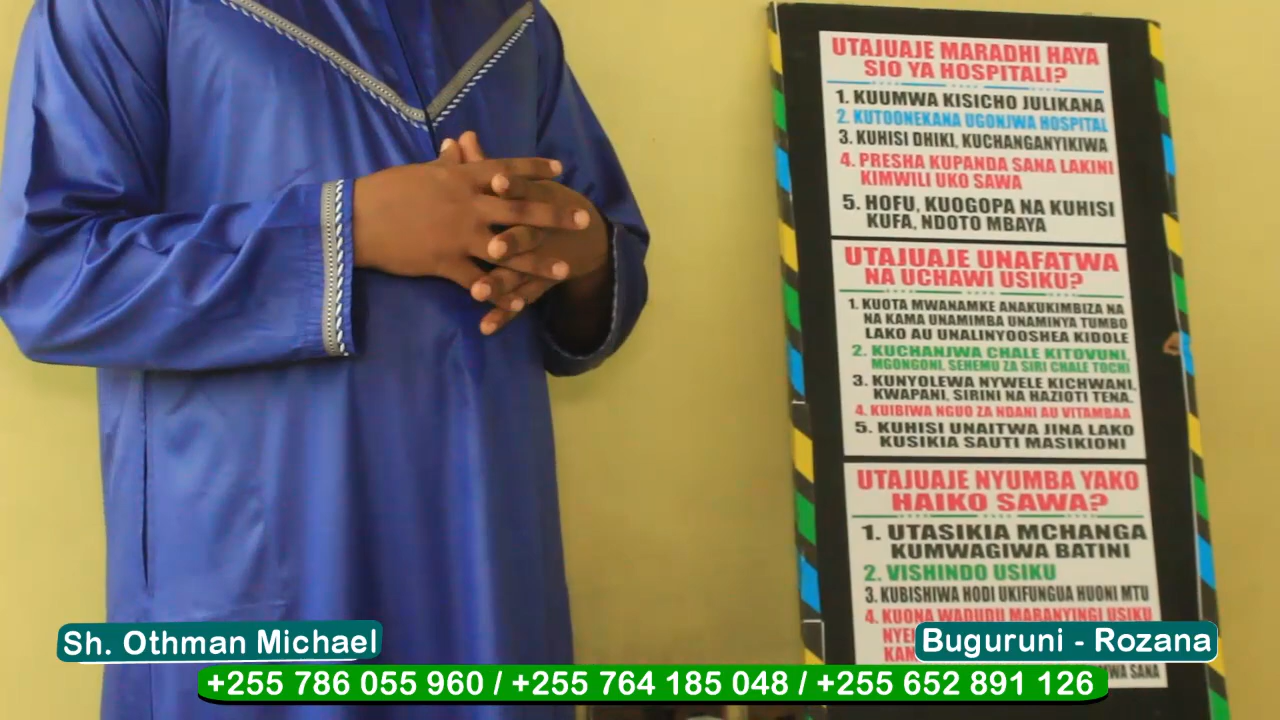 UTAJUAJE MARADHI HAYA
SIO YA HOSPITALI?
1. KUUMWA KISICHO JULIKANA
2. KUTOONEKANA UGONJWA HOSPITAL
3. KUHISI DHIKI, KUCHANGANYIKIWA
4. PRESHA KUPANDA SANA LAKINI
KIMWILI UKO SAWA
5. HOFU, KUOGOPA NA KUHISI
KUFA, NDOTO MBAYA
UTAJUAJE UNAFATWA
NA UCHAWI USIKU?
1. KUOTA MWANAMKE ANAKUKIMBIZA NA
NA KAMA UNAMIMBA UNAMINYA TUMBO
LAKO AU UNALINYOOSHEA KIDOLE
2. KUCHANJWA CHALE KITOVUNI,
MGONGONI, SEHEMU ZA SIRI CHALE TOCHI
3. KUNYOLEWA NYWELE KICHWANI,
KWAPANI, SIRINI NA HAZIOTI TENA.
4. KUIBIWA NGUO ZA NDANI AU VITAMBAA
5. KUHISI UNAITWA JINA LAKO
KUSIKIA SAUTI MASIKIONI
UTAJUAJE NYUMBA YAKO
HAIKO SAWA?
1. UTASIKIA MCHANGA
KUMWAGIWA BATINI
2. VISHINDO USIKU
3. KUBISHIWA HODI UKIFUNGUA HUONI MTU
4. KUONA WADUDU MARANYINGI USIKU
SANA
Sh. Othman Michael
Buguruni - Rozana
+255 786 055 960 / +255 764 185 048 / +255 652 891 126